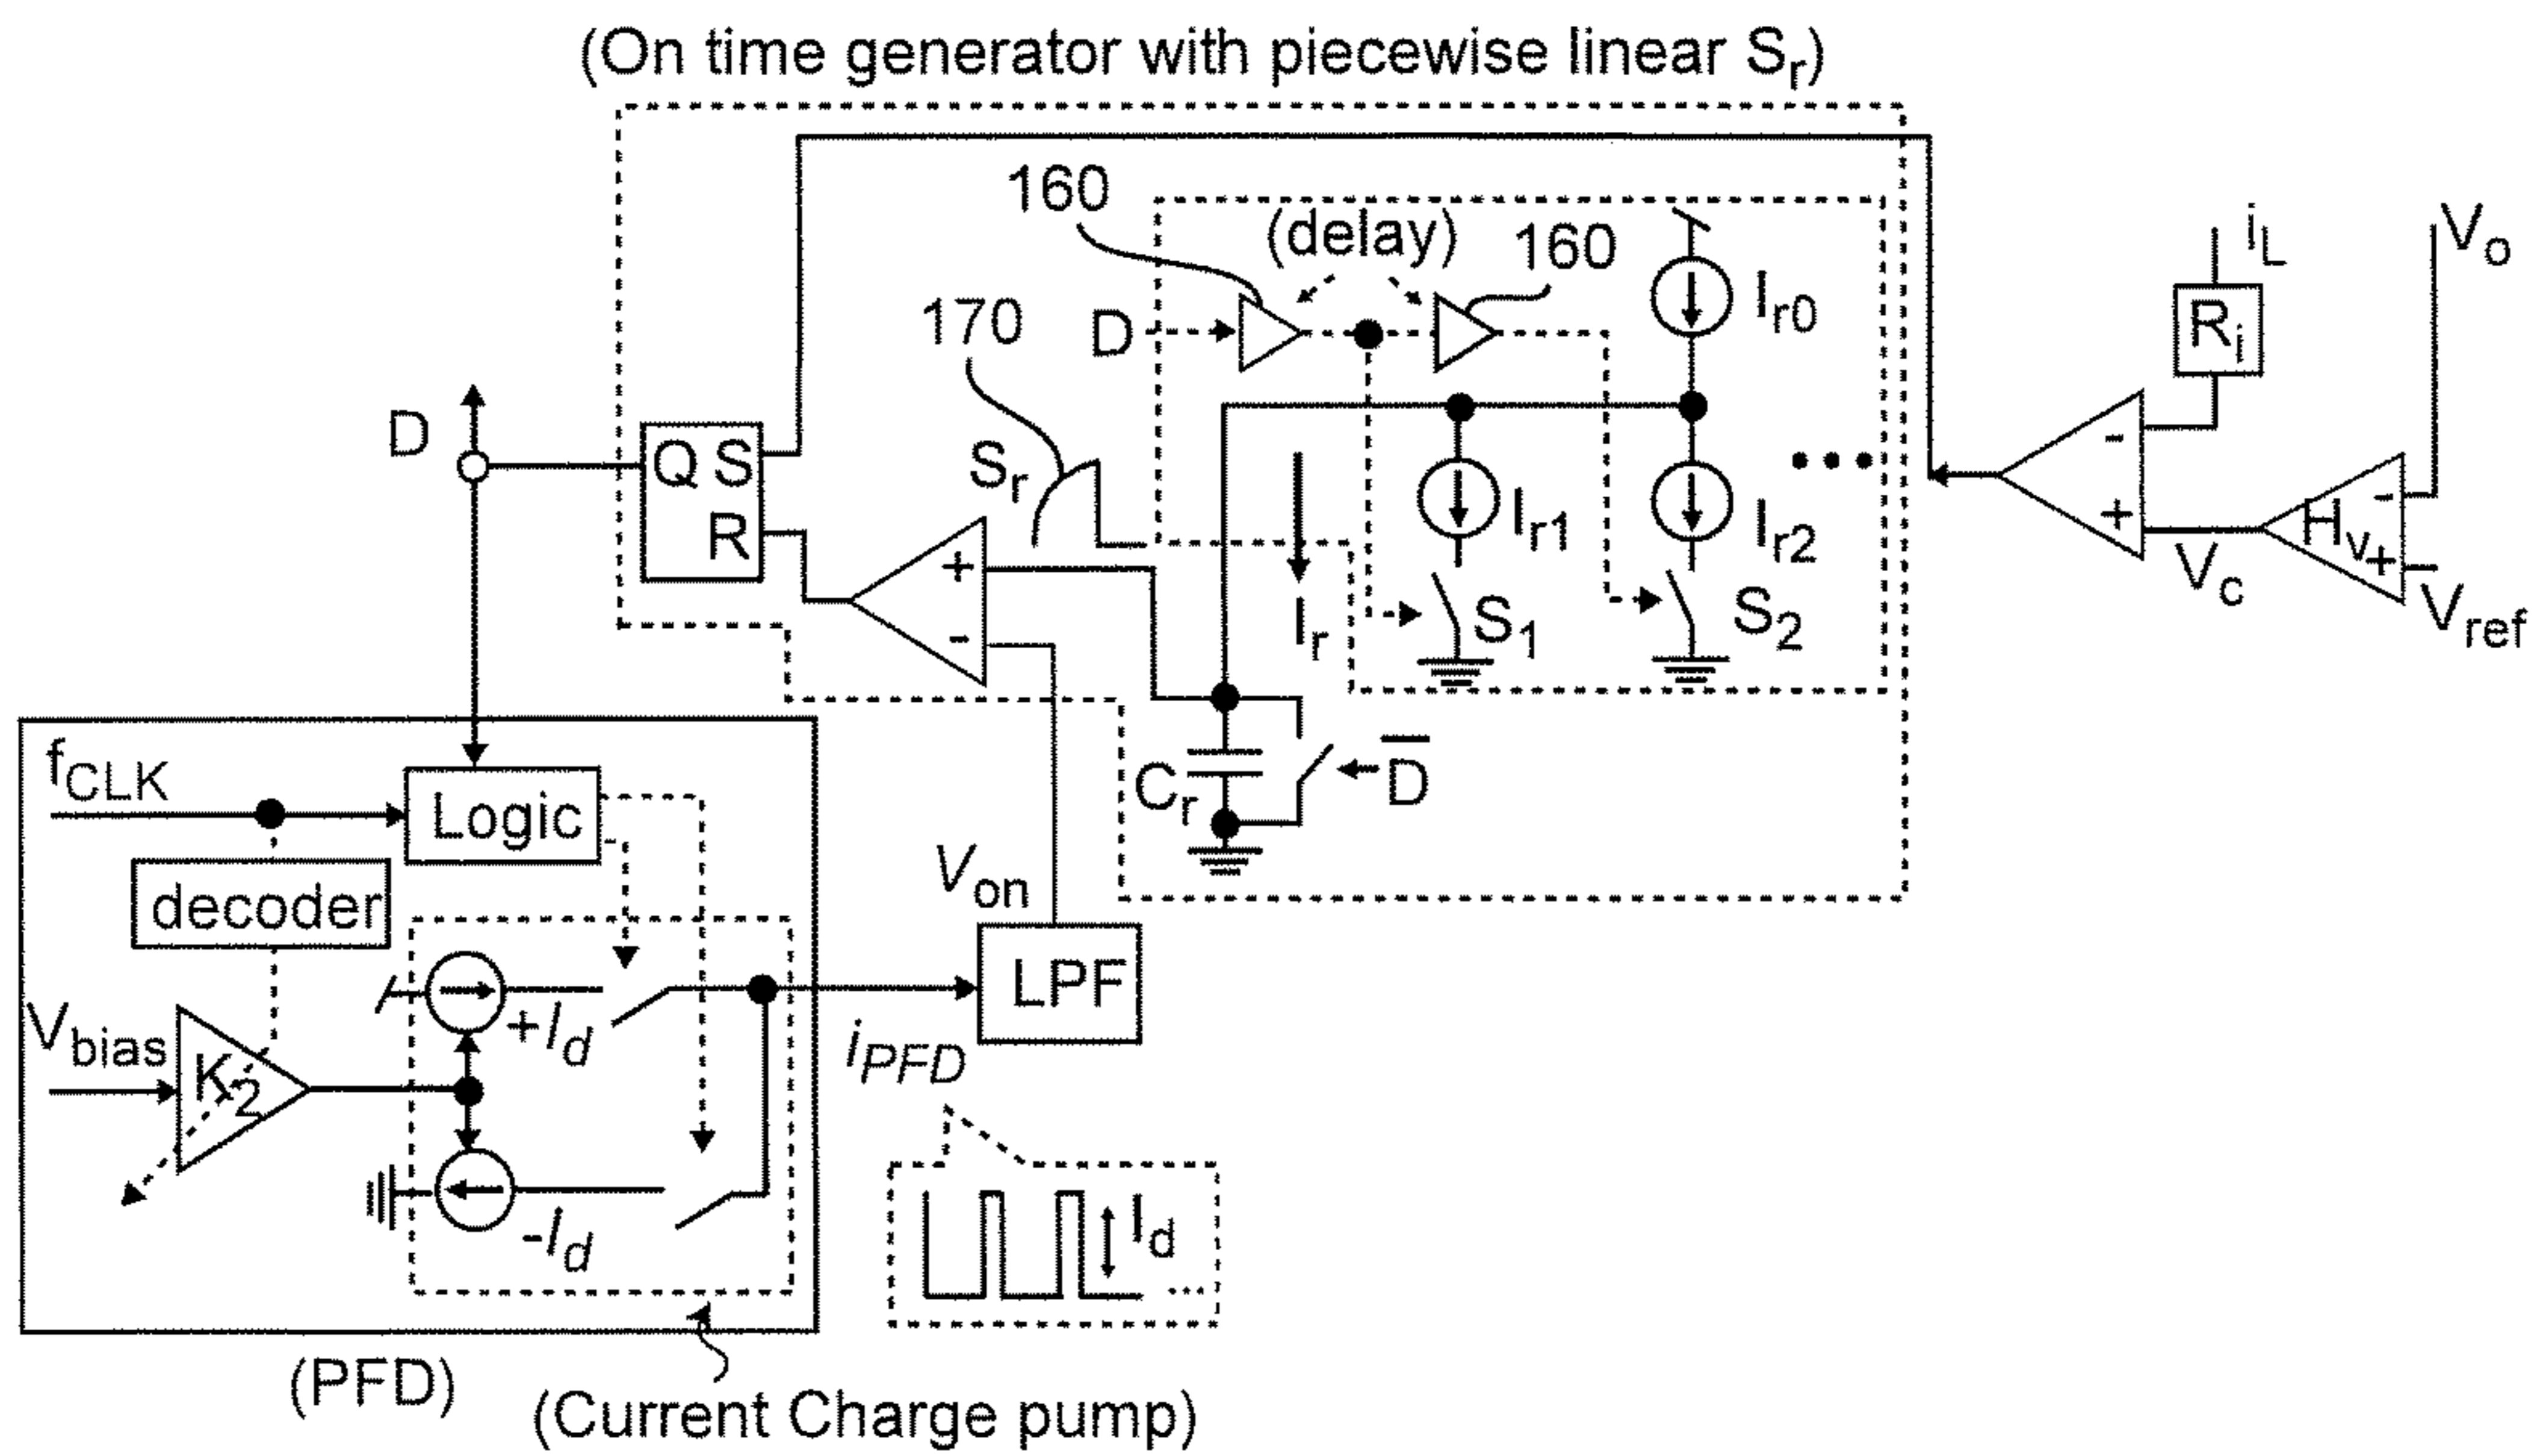 (On time generator with piecewise linear Sr)
160
(delay)
160
Ir0
iL
Vo
Ri
170
D
D
Q S
R
Sr
Ir1
Ir2
-
+
Hv
-
+
Vc
Vref
+
-
Ir
S1
S2
fCLK
Logic
Cr
D̅
decoder
Von
LPF
Vbias
K2
+Id
iPFD
-Id
Id
(PFD)
(Current Charge pump)